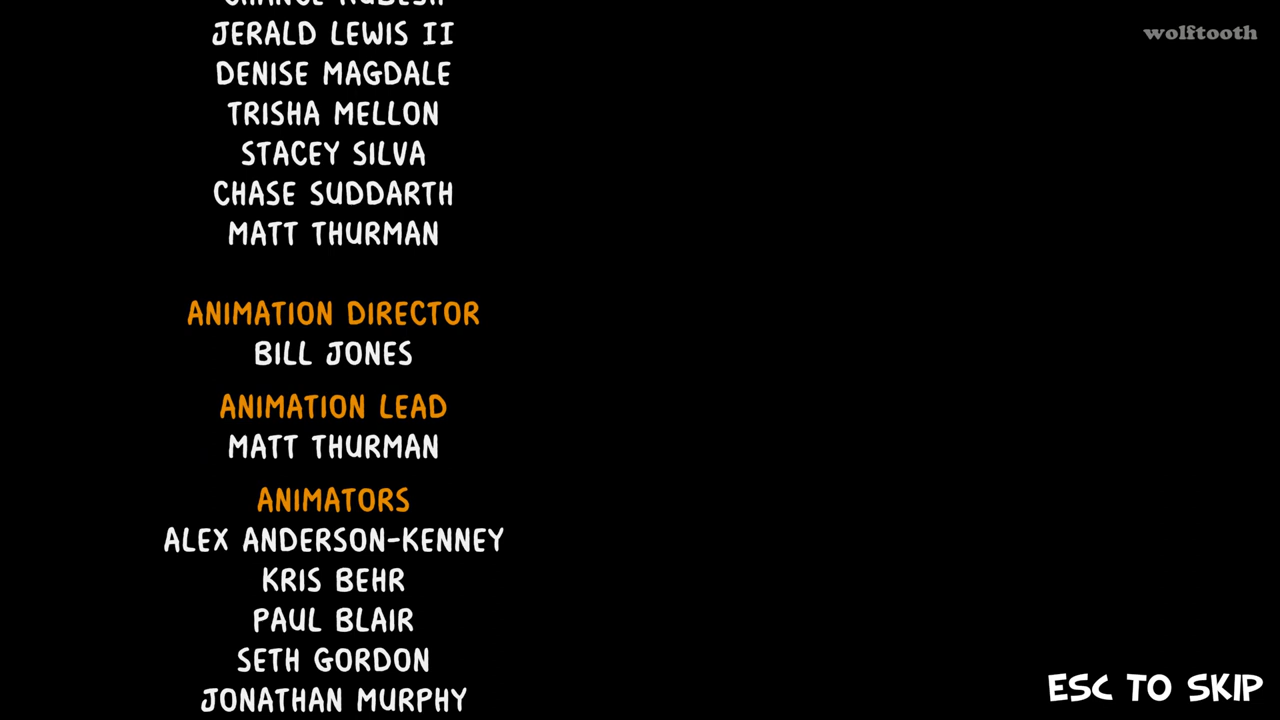 JERALD LEWIS II
DENISE MAGDALE
TRISHA MELLON
STACEY SILVA
CHASE SUDDARTH
MATT THURMAN
ANIMATION DIRECTOR
BILL JONES
ANIMATION LEAD
MATT THURMAN
ANIMATORS
ALEX ANDERSON-KENNEY
KRIS BEHR
PAUL BLAIR
SETH GORDON
JONATHAN MURPHY
wolftooth
ESC TO SKIP